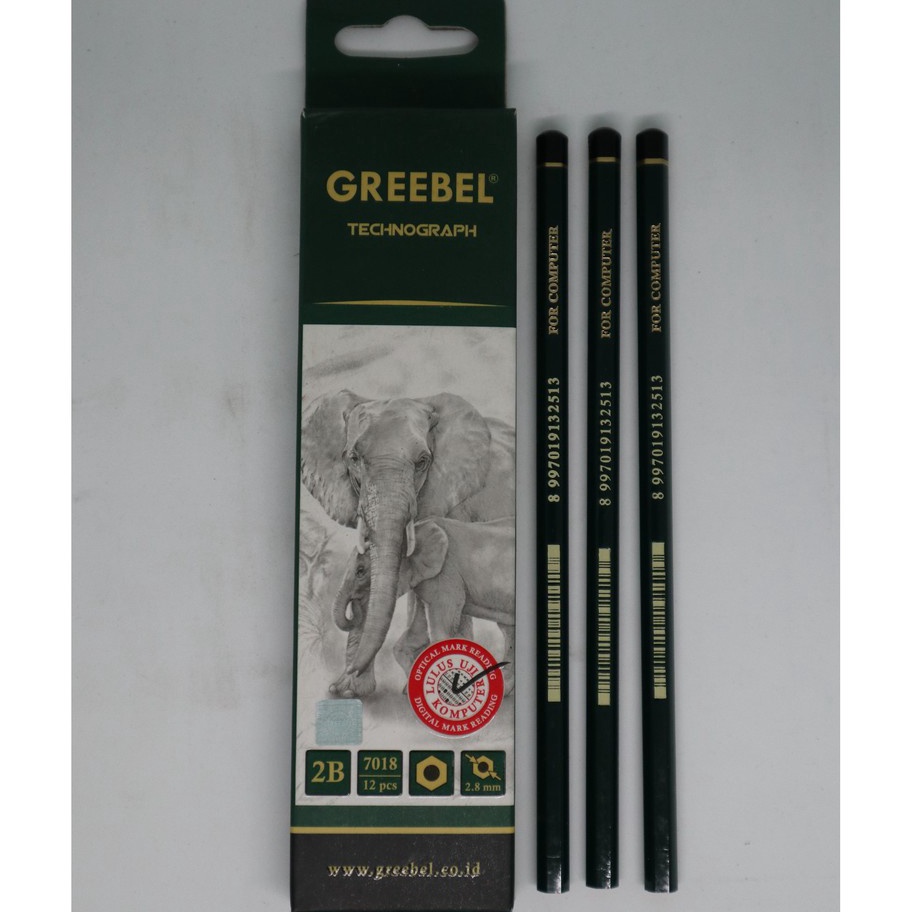 GREEBEL®
TECHNOGRAPH
OPTICAL MARK READING
LULUS UJI
KOMPUTER
DIGITAL MARK READING
2B
7018
12 pcs
2.8 mm
www.greebel.co.id
FOR COMPUTER
8 997019132513
FOR COMPUTER
8 997019132513
FOR COMPUTER
8 997019132513